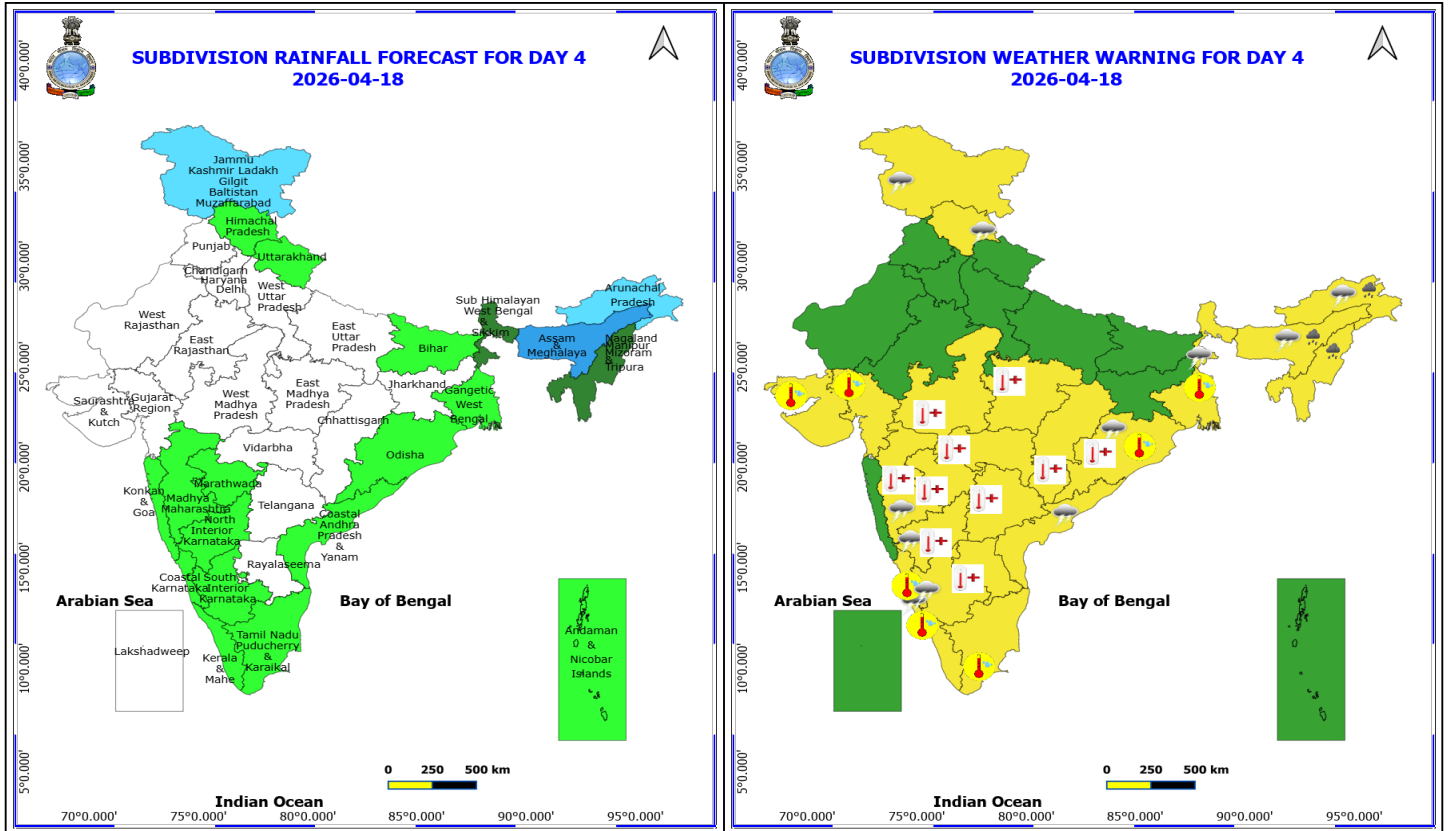 SUBDIVISION RAINFALL FORECAST FOR DAY 4
2026-04-18
40°0.000'
35°0.000'
30°0.000'
25°0.000'
20°0.000'
15°0.000'
10°0.000'
5°0.000'
Jammu
Kashmir Ladakh
Gilgit
Baltistan
Muzaffarabad
Himachal
Pradesh
Punjab
Uttarakhand
Chandigarh
Haryana
Delhi
West
Uttar
Pradesh
West
Rajasthan
East
Rajasthan
East
Uttar
Pradesh
Bihar
Sub Himalayan
West Bengal
&
Sikkim
Arunachal
Pradesh
Assam
&
Meghalaya
Nagaland
Manipur
Mizoram
&
Tripura
Saurashtra
&
Kutch
Gujarat
Region
West
Madhya
Pradesh
East
Madhya
Pradesh
Jharkhand
Gangetic
West
Bengal
Chhattisgarh
Odisha
Vidarbha
Konkan
&
Goa
Madhya
Maharashtra
Marathwada
Telangana
North
Interior
Karnataka
Coastal
Andhra
Pradesh
&
Yanam
Rayalaseema
Coastal
Karnataka
South
Interior
Karnataka
Tamil Nadu
Puducherry
&
Karaikal
Kerala
&
Mahe
Lakshadweep
Andaman
&
Nicobar
Islands
Arabian Sea
Bay of Bengal
Indian Ocean
0 250 500 km
70°0.000' 75°0.000' 80°0.000' 85°0.000' 90°0.000' 95°0.000'
SUBDIVISION WEATHER WARNING FOR DAY 4
2026-04-18
40°0.000'
35°0.000'
30°0.000'
25°0.000'
20°0.000'
15°0.000'
10°0.000'
5°0.000'
Arabian Sea
Bay of Bengal
Indian Ocean
0 250 500 km
70°0.000' 75°0.000' 80°0.000' 85°0.000' 90°0.000' 95°0.000'